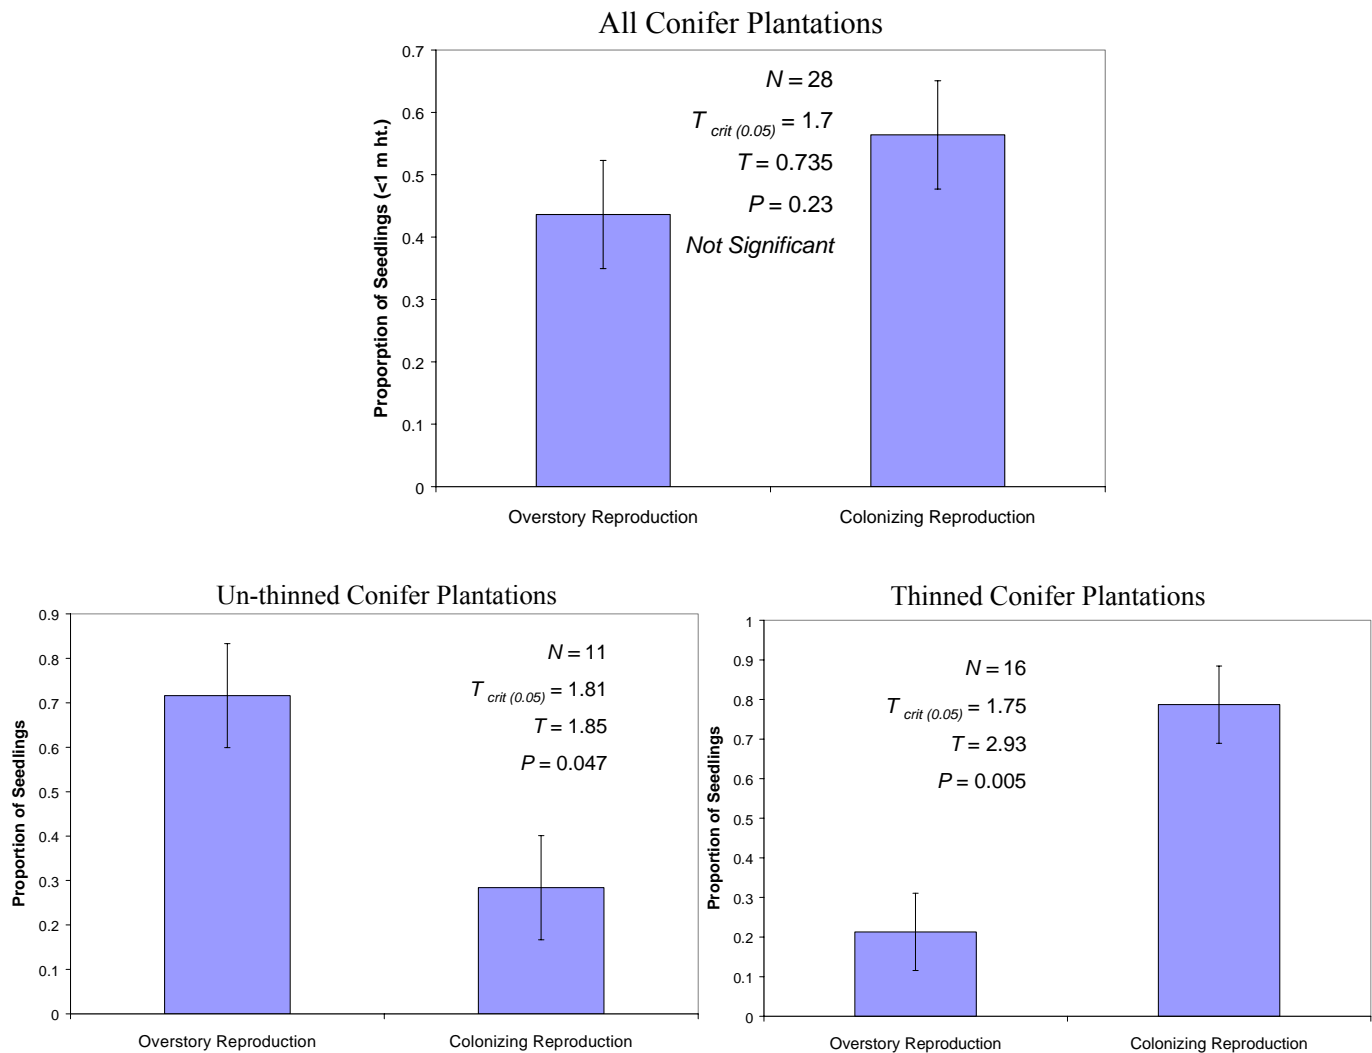 All Conifer Plantations
Proporption of Seedlings (<1 m ht.)
0.7
0.6
0.5
0.4
0.3
0.2
0.1
0
N = 28
T crit (0.05) = 1.7
T = 0.735
P = 0.23
Not Significant
Overstory Reproduction
Colonizing Reproduction
Un-thinned Conifer Plantations
Proportion of Seedlings
0.9
0.8
0.7
0.6
0.5
0.4
0.3
0.2
0.1
0
N = 11
T crit (0.05) = 1.81
T = 1.85
P = 0.047
Overstory Reproduction
Colonizing Reproduction
Thinned Conifer Plantations
Proportion of Seedlings
1
0.9
0.8
0.7
0.6
0.5
0.4
0.3
0.2
0.1
0
N = 16
T crit (0.05) = 1.75
T = 2.93
P = 0.005
Overstory Reproduction
Colonizing Reproduction